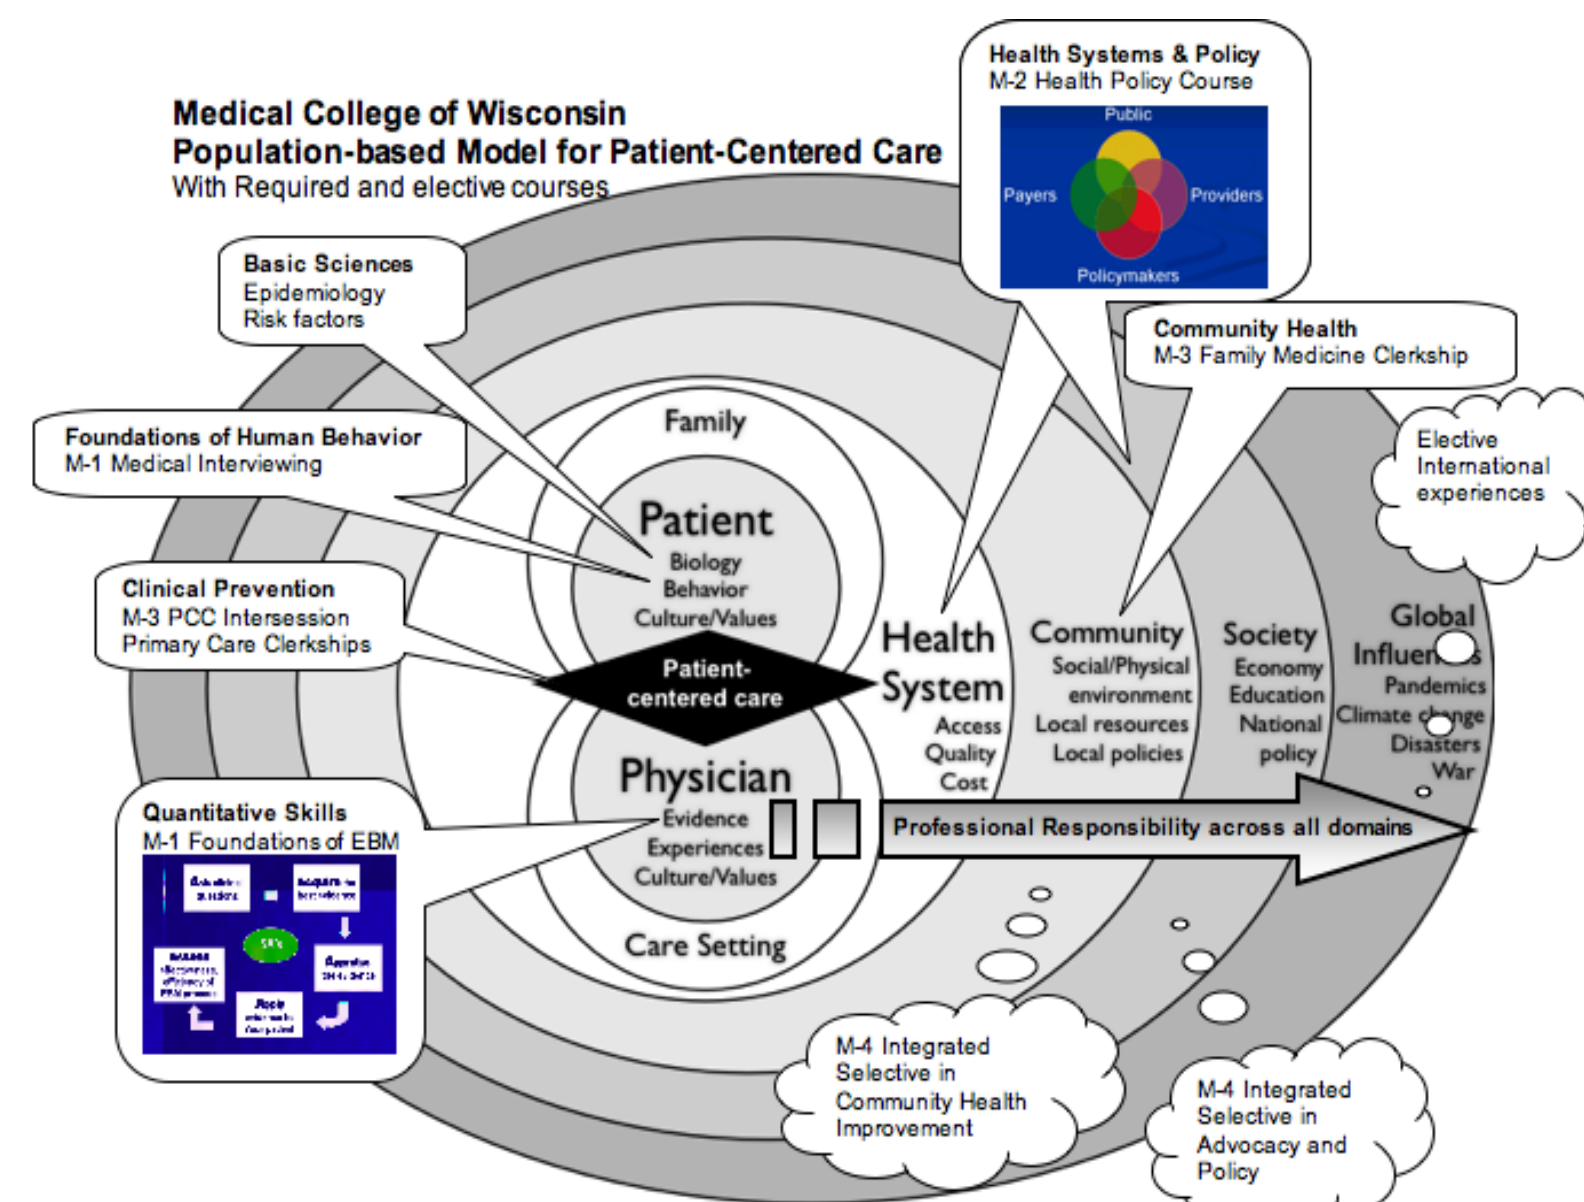 Medical College of Wisconsin
Population-based Model for Patient-Centered Care
With Required and elective courses
Health Systems & Policy
M-2 Health Policy Course
Public
Payers
Providers
Policymakers
Basic Sciences
Epidemiology
Risk factors
Community Health
M-3 Family Medicine Clerkship
Foundations of Human Behavior
M-1 Medical Interviewing
Elective
International
experiences
Clinical Prevention
M-3 PCC Intersession
Primary Care Clerkships
Family
Patient
Biology
Behavior
Culture/Values
Patient-
centered care
Physician
Evidence
Experiences
Culture/Values
Care Setting
Health
System
Access
Quality
Cost
Community
Social/Physical
environment
Local resources
Local policies
Society
Economy
Education
National
policy
Global
Pandemics
Climate
Disasters
War
Professional Responsibility across all domains
Quantitative Skills
M-1 Foundations of EBM
Appraise
Apply
M-4 Integrated
Selective in
Community Health
Improvement
M-4 Integrated
Selective in
Advocacy and
Policy